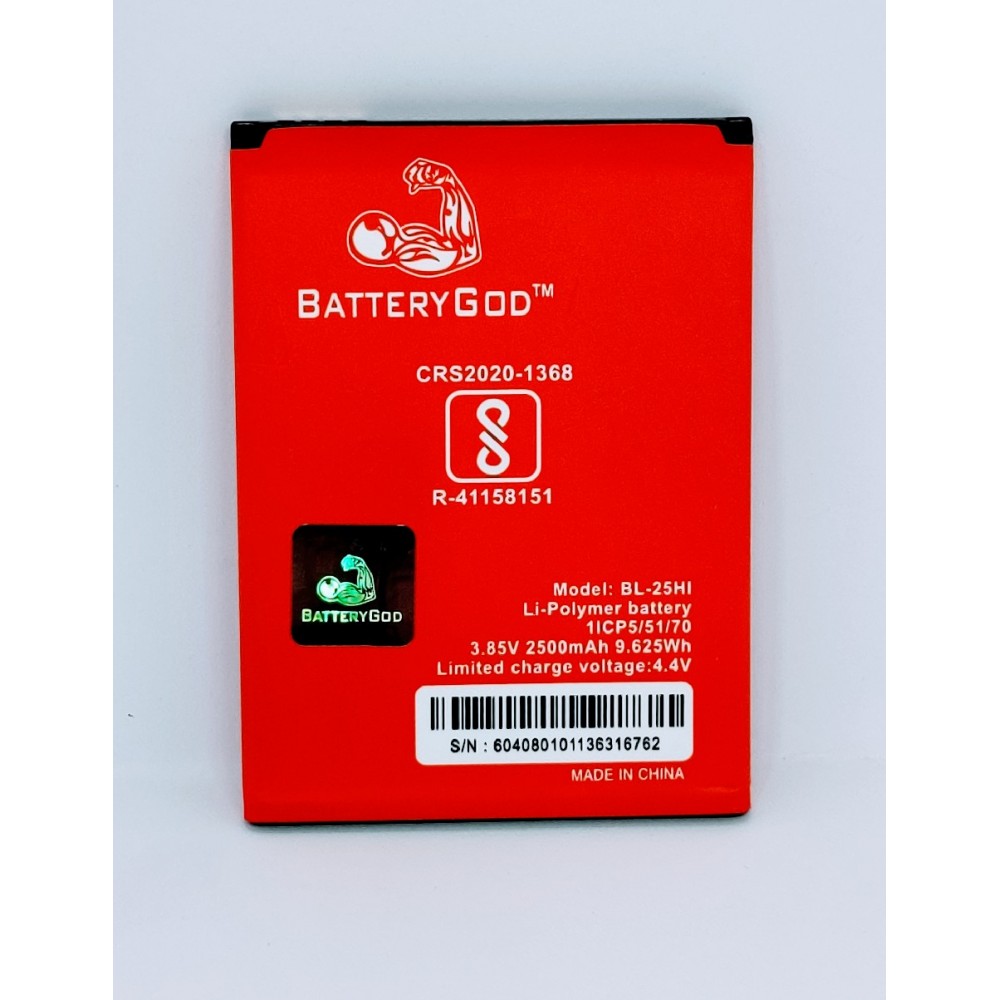 BATTERYGOD™
CRS2020-1368
R-41158151
BATTERYGOD
Model: BL-25HI
Li-Polymer battery
1ICP5/51/70
3.85V 2500mAh 9.625Wh
Limited charge voltage:4.4V
S/N : 604080101136316762
MADE IN CHINA